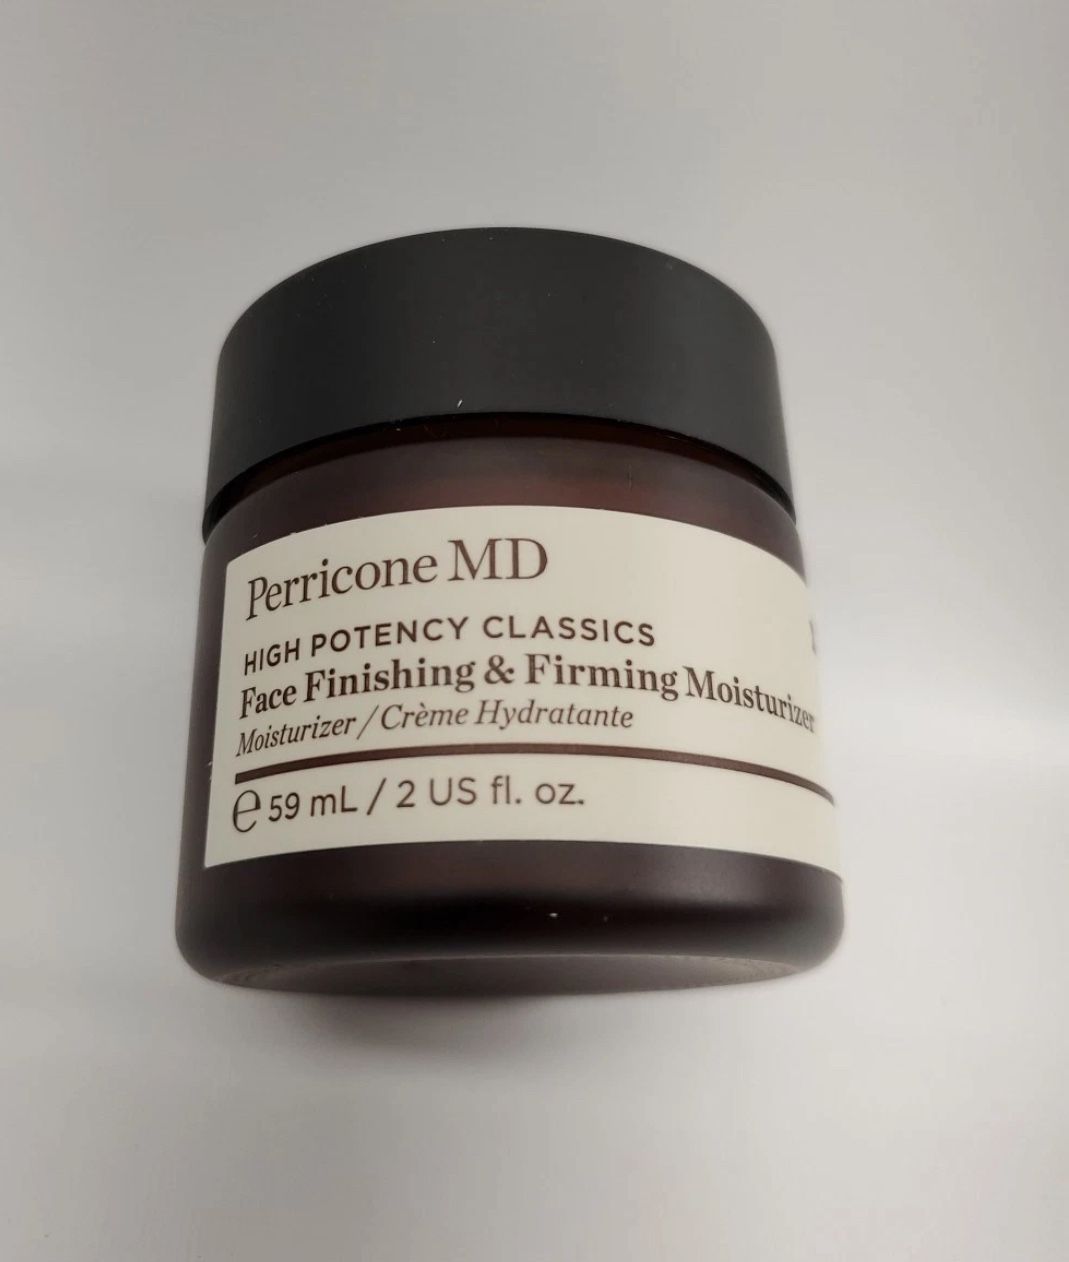 Perricone MD
HIGH POTENCY CLASSICS
Face Finishing & Firming Moisturizer
Moisturizer / Crème Hydratante
℮ 59 mL / 2 US fl. oz.